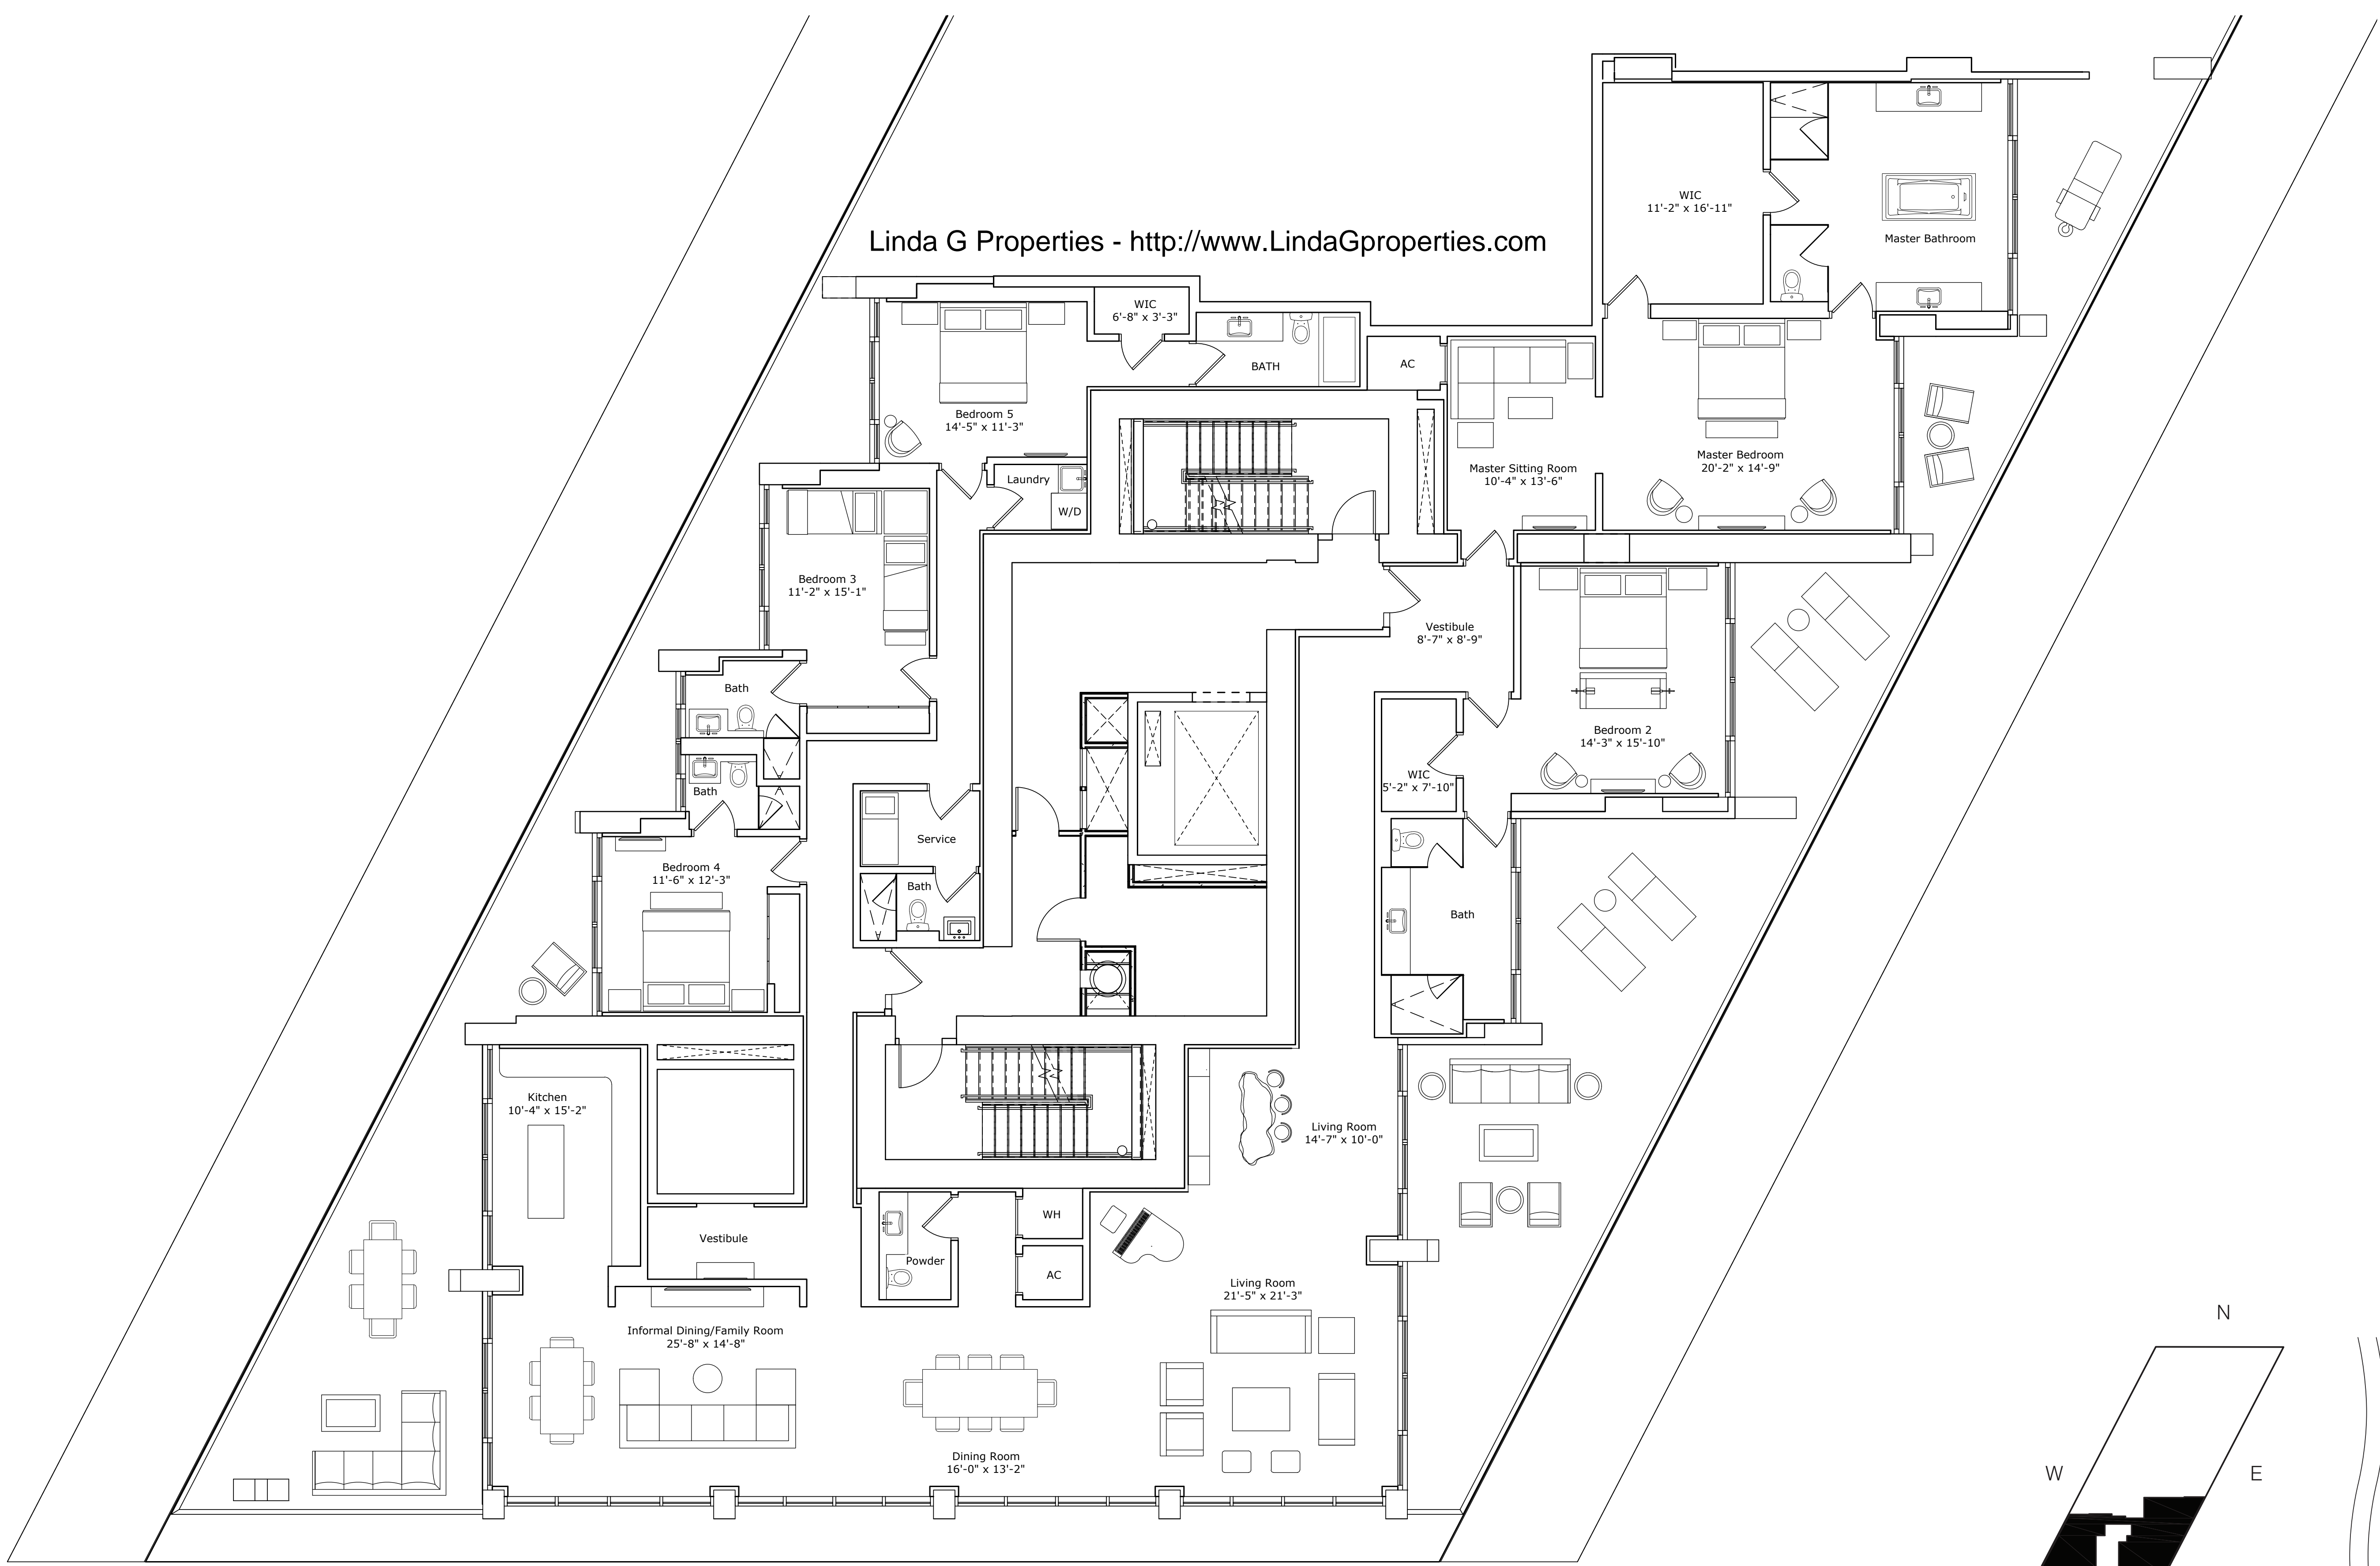 WIC
11'-2" x 16'-11"
Master Bathroom
Linda G Properties - http://www.LindaGproperties.com
WIC
6'-8" x 3'-3"
BATH
AC
Bedroom 5
14'-5" x 11'-3"
Master Bedroom
20'-2" x 14'-9"
Master Sitting Room
10'-4" x 13'-6"
Laundry
W/D
Bedroom 3
11'-2" x 15'-1"
Vestibule
8'-7" x 8'-9"
Bath
Bedroom 2
14'-3" x 15'-10"
WIC
5'-2" x 7'-10"
Bath
Service
Bedroom 4
11'-6" x 12'-3"
Bath
Bath
Kitchen
10'-4" x 15'-2"
Living Room
14'-7" x 10'-0"
WH
Vestibule
Powder
AC
Living Room
21'-5" x 21'-3"
Informal Dining/Family Room
25'-8" x 14'-8"
Dining Room
16'-0" x 13'-2"
N
W
E